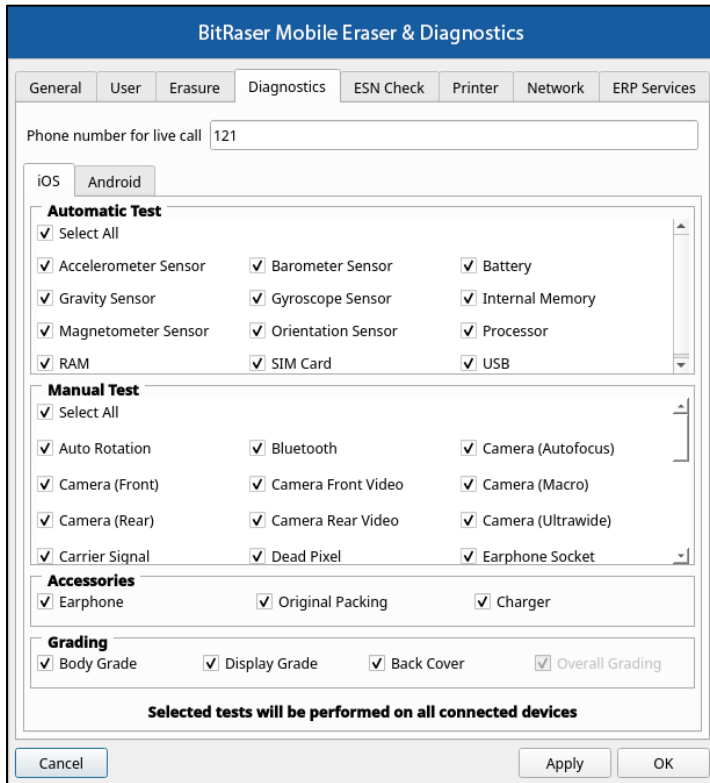 BitRaser Mobile Eraser & Diagnostics
General User Erasure Diagnostics ESN Check Printer Network ERP Services
Phone number for live call 121
iOS Android
Automatic Test
Select All
Accelerometer Sensor Barometer Sensor Battery
Gravity Sensor Gyroscope Sensor Internal Memory
Magnetometer Sensor Orientation Sensor Processor
RAM SIM Card USB
Manual Test
Select All
Auto Rotation Bluetooth Camera (Autofocus)
Camera (Front) Camera Front Video Camera (Macro)
Camera (Rear) Camera Rear Video Camera (Ultrawide)
Carrier Signal Dead Pixel Earphone Socket
Accessories
Earphone Original Packing Charger
Grading
Body Grade Display Grade Back Cover Overall Grading
Selected tests will be performed on all connected devices
Cancel Apply OK